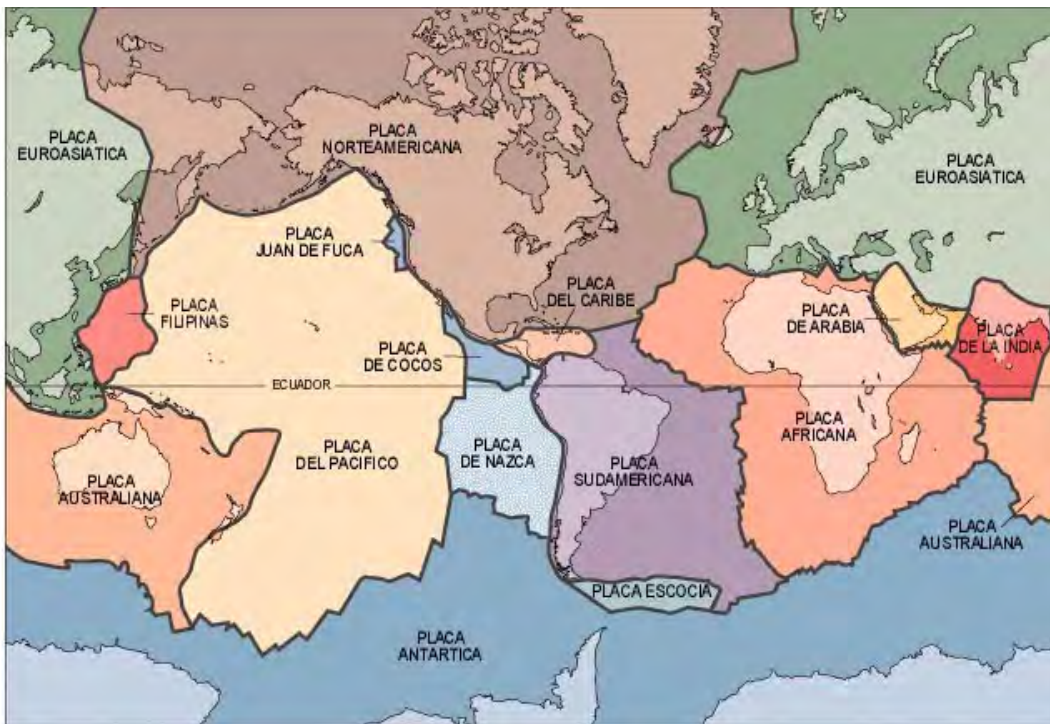 PLACA
EUROASIATICA
PLACA
NORTEAMERICANA
PLACA
EUROASIATICA
PLACA
JUAN DE FUCA
PLACA
FILIPINAS
PLACA
DEL CARIBE
PLACA
DE ARABIA
PLACA
DE LA INDIA
PLACA
DE COCOS
ECUADOR
PLACA
AUSTRALIANA
PLACA
DEL PACIFICO
PLACA
DE NAZCA
PLACA
SUDAMERICANA
PLACA
AFRICANA
PLACA
AUSTRALIANA
PLACA ESCOCIA
PLACA
ANTARTICA